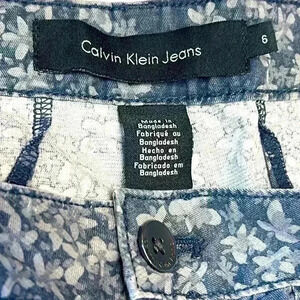 Calvin Klein Jeans
6
Made in
Bangladesh
Fabriqué au
Bangladesh
Hecho en
Bangladesh
Fabricado em
Bangladesh